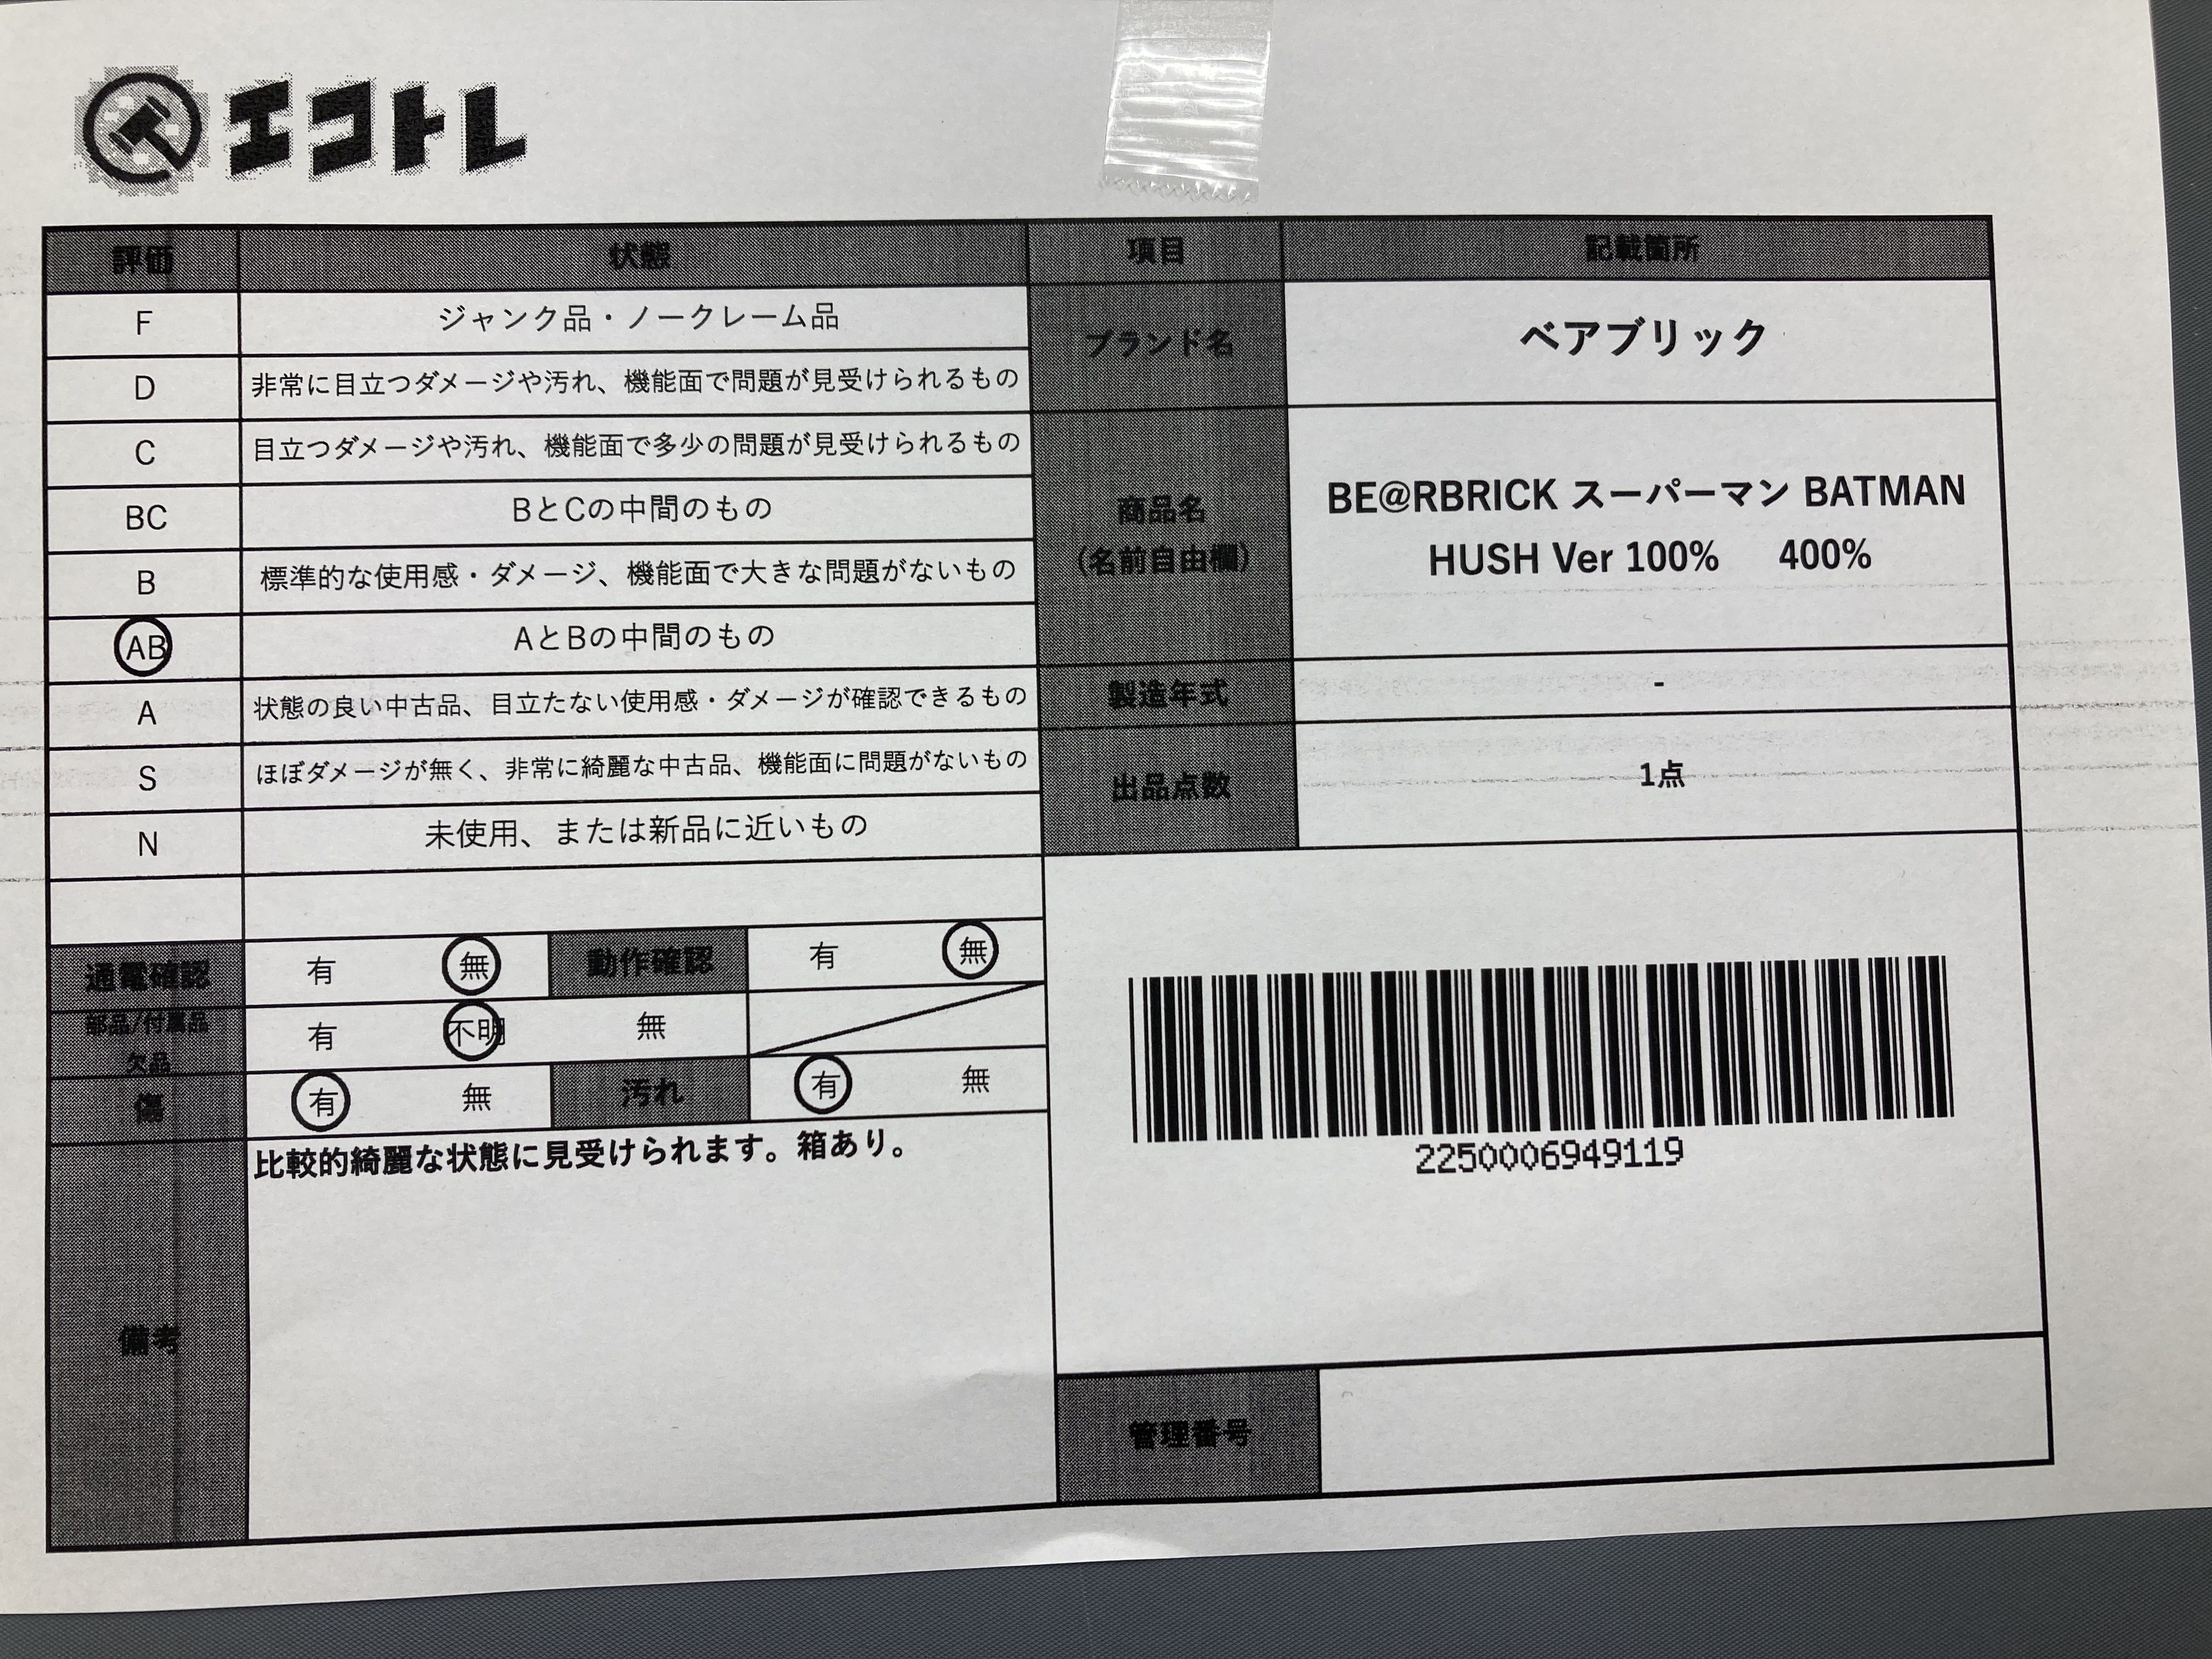 エコトレ
評価 状態 項目 記載箇所
F ジャンク品・ノークレーム品
D 非常に目立つダメージや汚れ、機能面で問題が見受けられるもの
C 目立つダメージや汚れ、機能面で多少の問題が見受けられるもの
BC BとCの中間のもの
B 標準的な使用感・ダメージ、機能面で大きな問題がないもの
AB AとBの中間のもの
A 状態の良い中古品、目立たない使用感・ダメージが確認できるもの
S ほぼダメージが無く、非常に綺麗な中古品、機能面に問題がないもの
N 未使用、または新品に近いもの
通電確認 有 無 動作確認 有 無
部品/付属品
欠品
有 不明 無
傷 有 無 汚れ 有 無
備考
比較的綺麗な状態に見受けられます。箱あり。
ブランド名 ベアブリック
商品名
(名前自由欄)
BE@RBRICK スーパーマン BATMAN
HUSH Ver 100% 400%
製造年式 -
出品点数 1点
2250006949119
管理番号